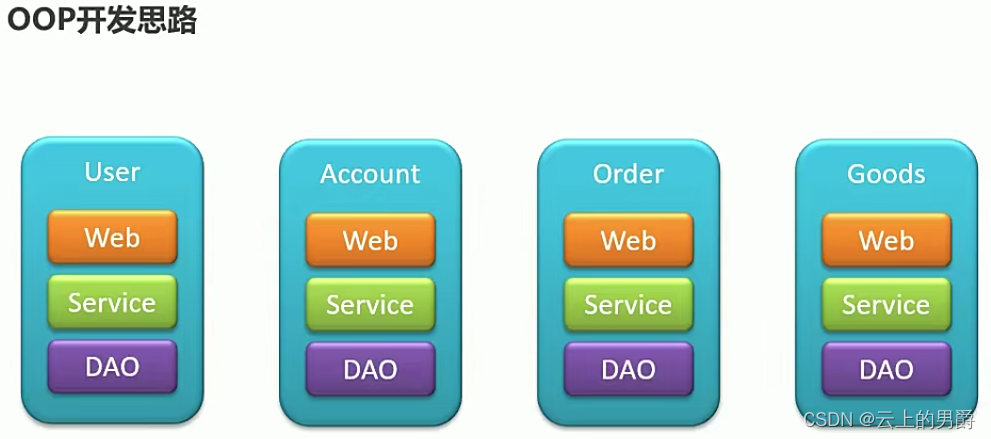 OOP开发思路
User
Web
Service
DAO
Account
Web
Service
DAO
Order
Web
Service
DAO
Goods
Web
Service
DAO
CSDN @云上的男爵